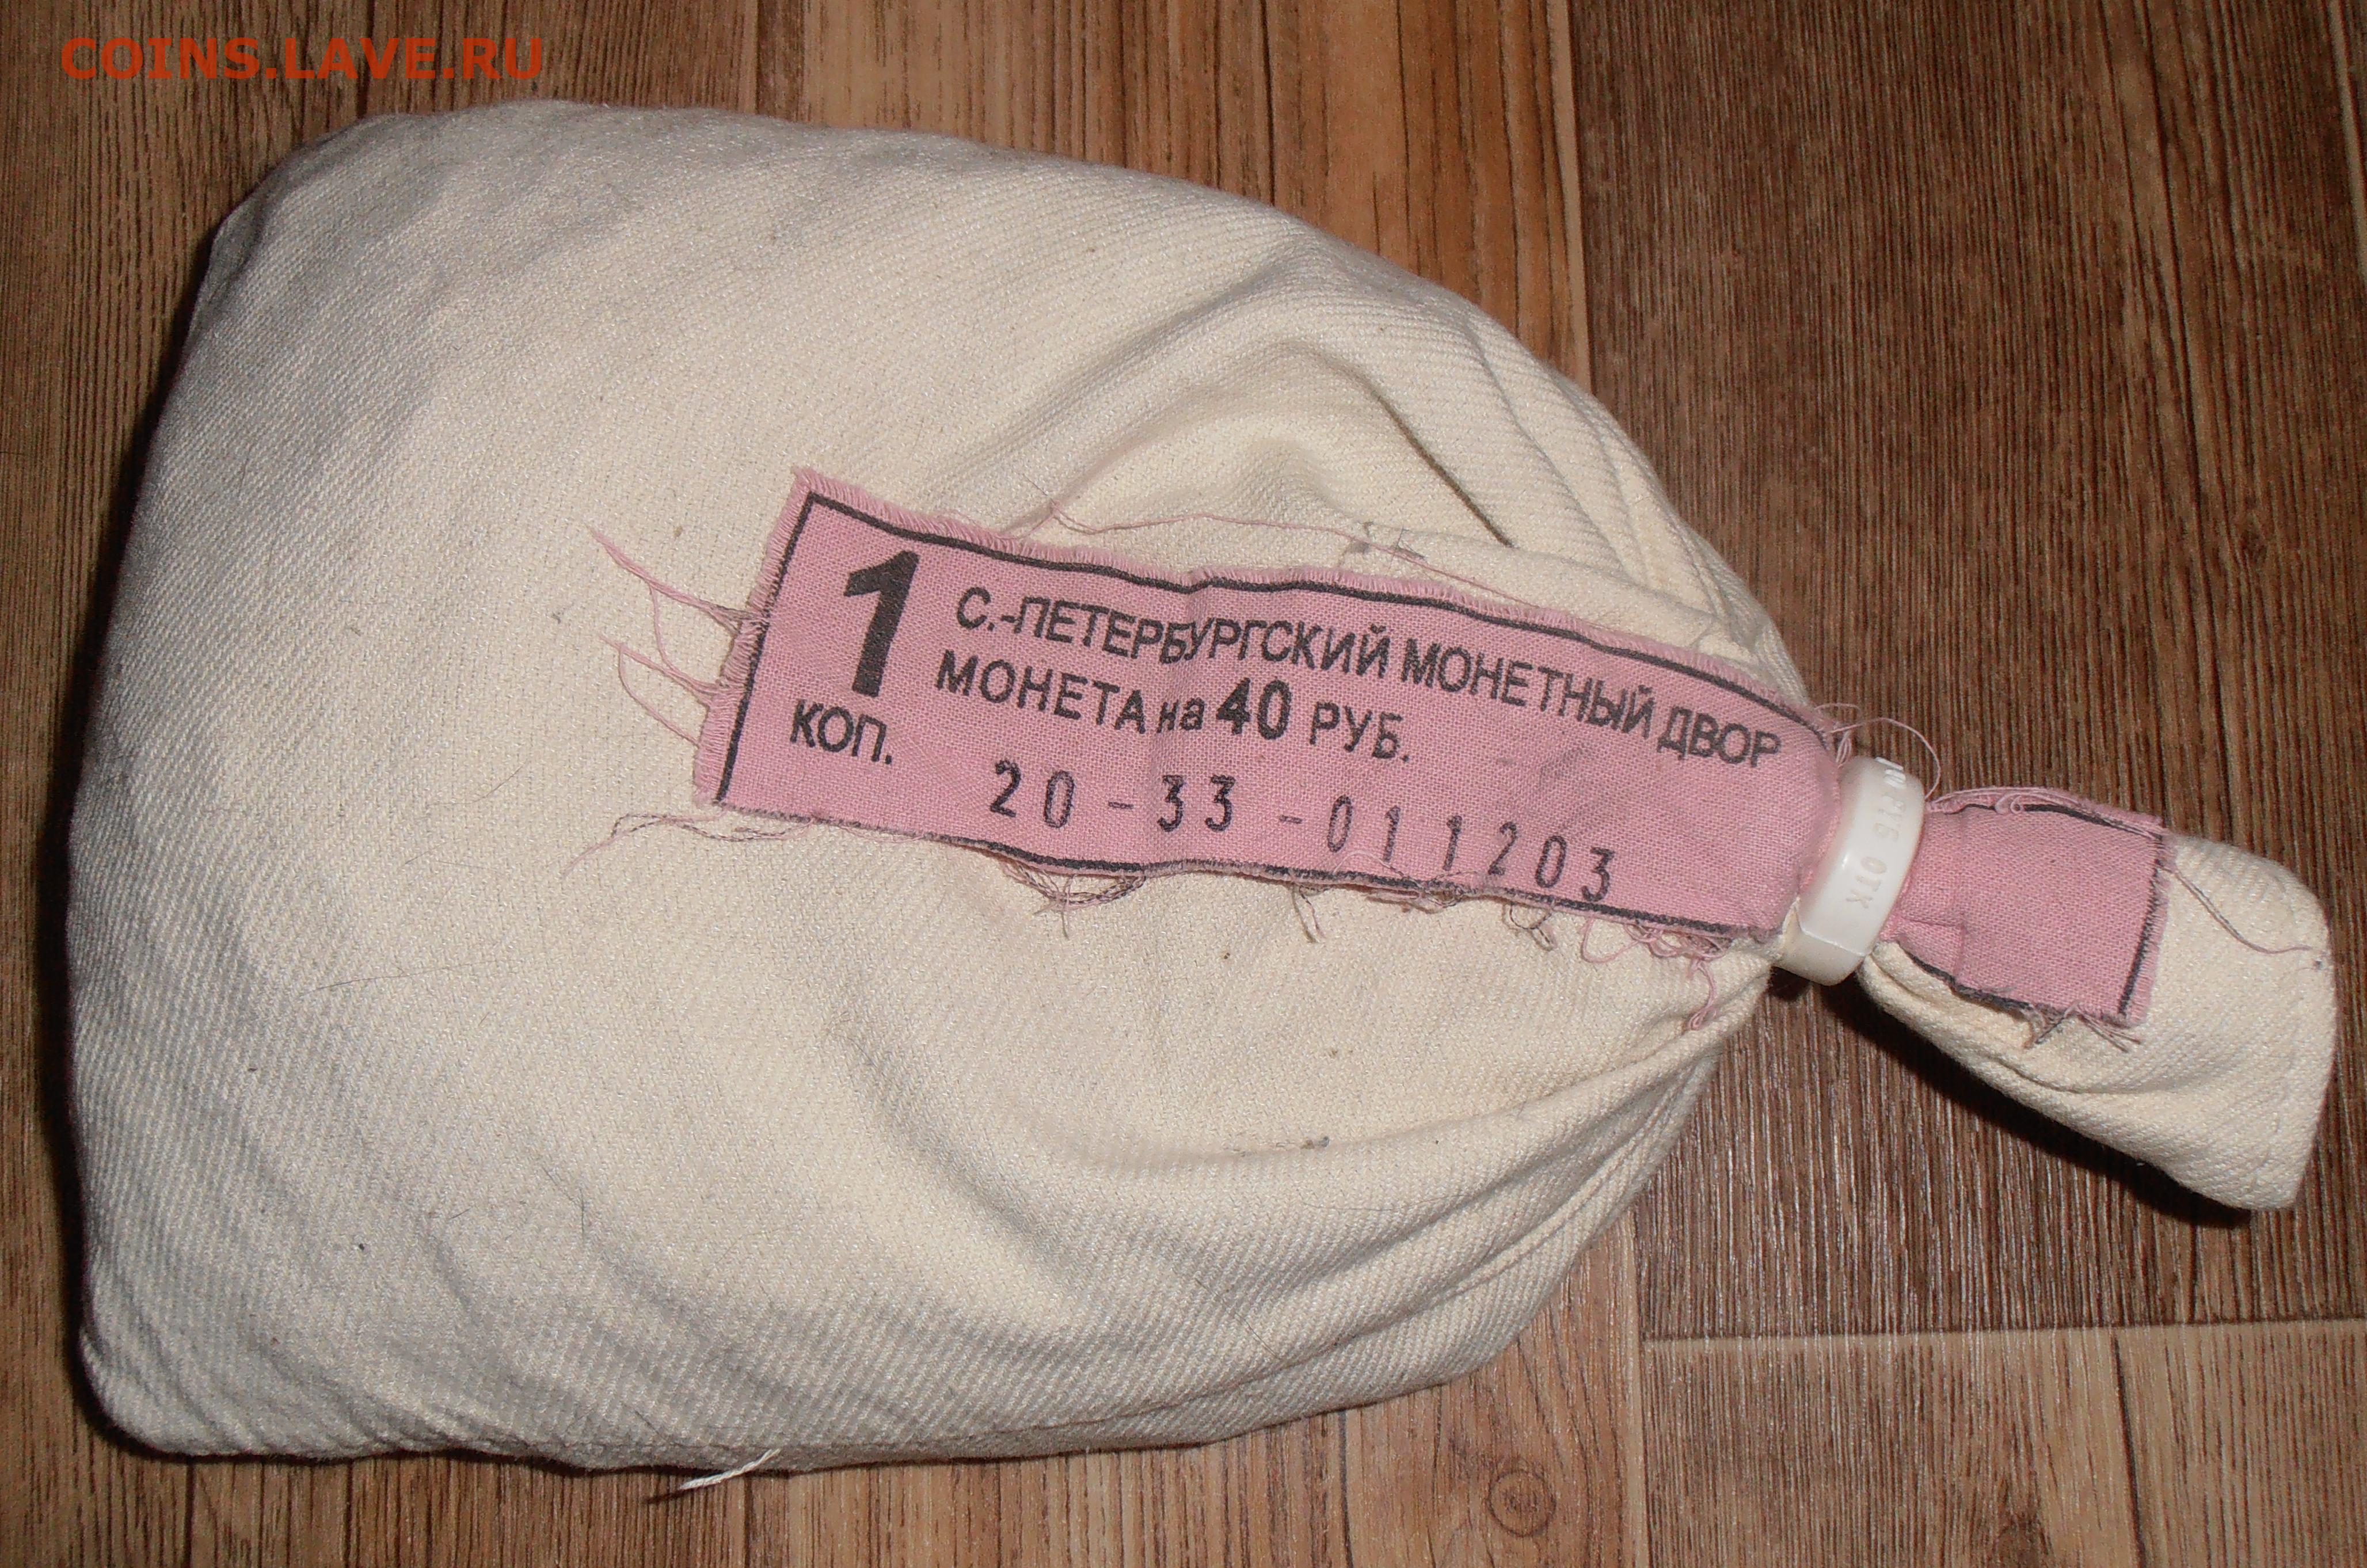 COINS.LAVE.RU
1
КОП.
С.-ПЕТЕРБУРГСКИЙ МОНЕТНЫЙ ДВОР
МОНЕТА на 40 РУБ.
20-33-011203
ОТК